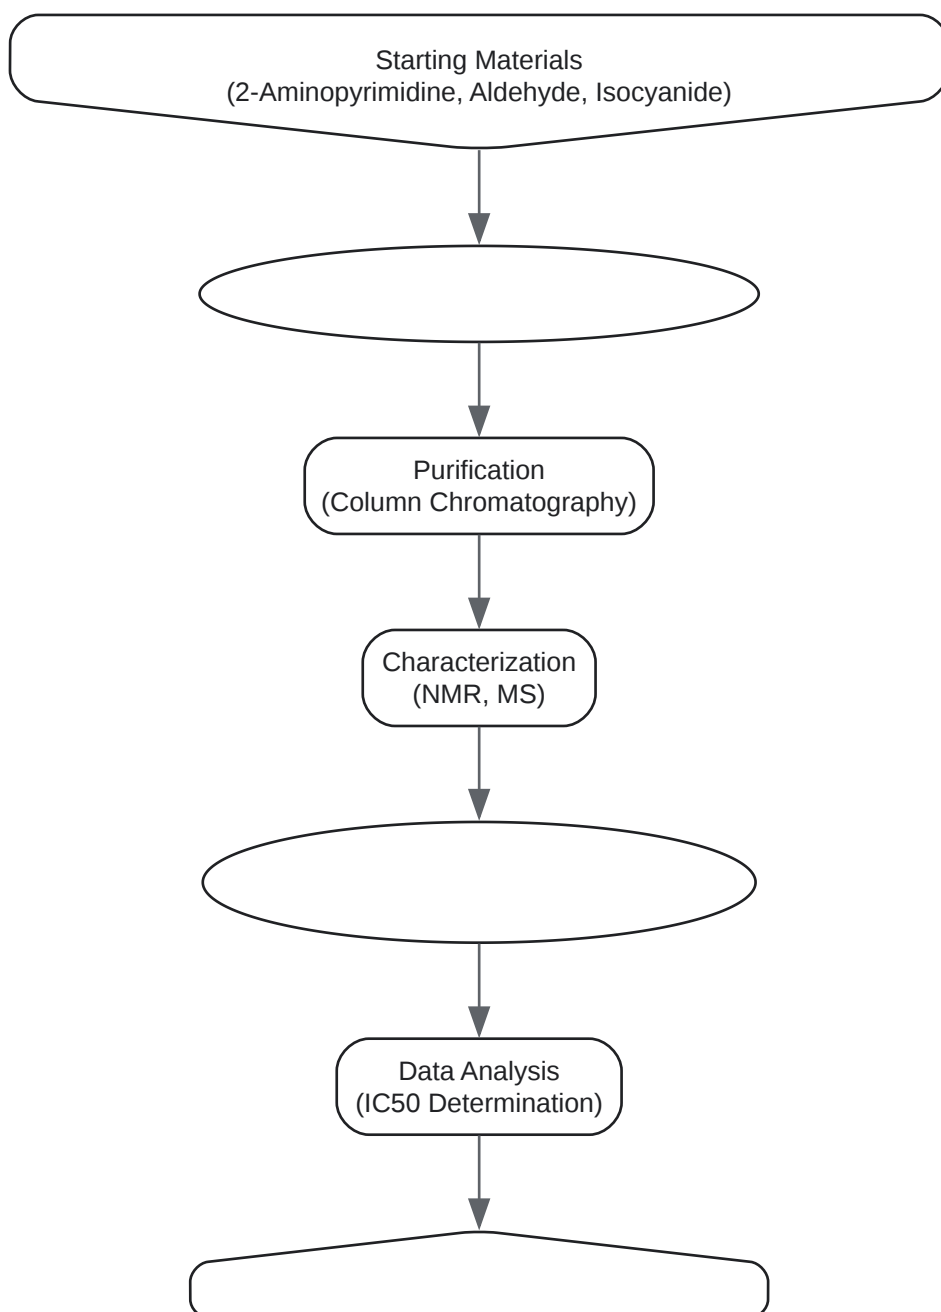 Starting Materials
(2-Aminopyrimidine, Aldehyde, Isocyanide)
Purification
(Column Chromatography)
Characterization
(NMR, MS)
Data Analysis
(IC50 Determination)